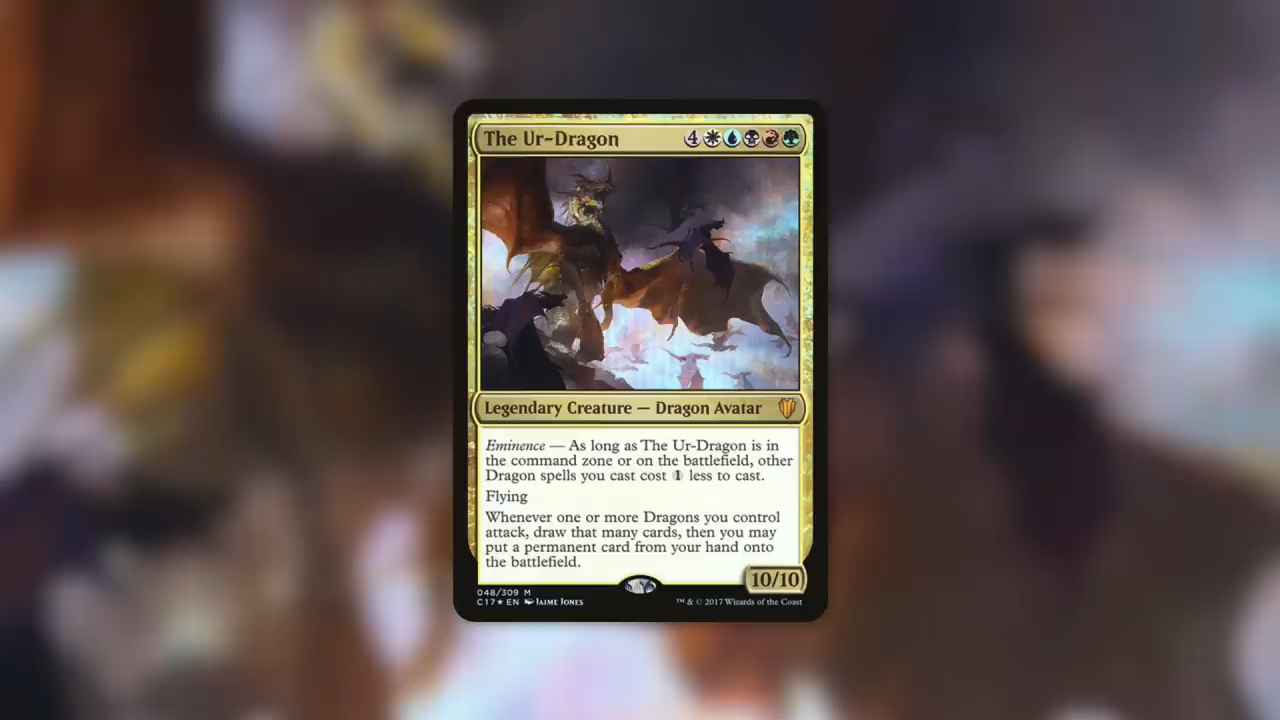 The Ur-Dragon 4
Legendary Creature — Dragon Avatar
Eminence — As long as The Ur-Dragon is in
the command zone or on the battlefield, other
Dragon spells you cast cost 1 less to cast.
Flying
Whenever one or more Dragons you control
attack, draw that many cards, then you may
put a permanent card from your hand onto
the battlefield.
10/10
048/309 M
C17★EN Jaime Jones
™ & © 2017 Wizards of the Coast